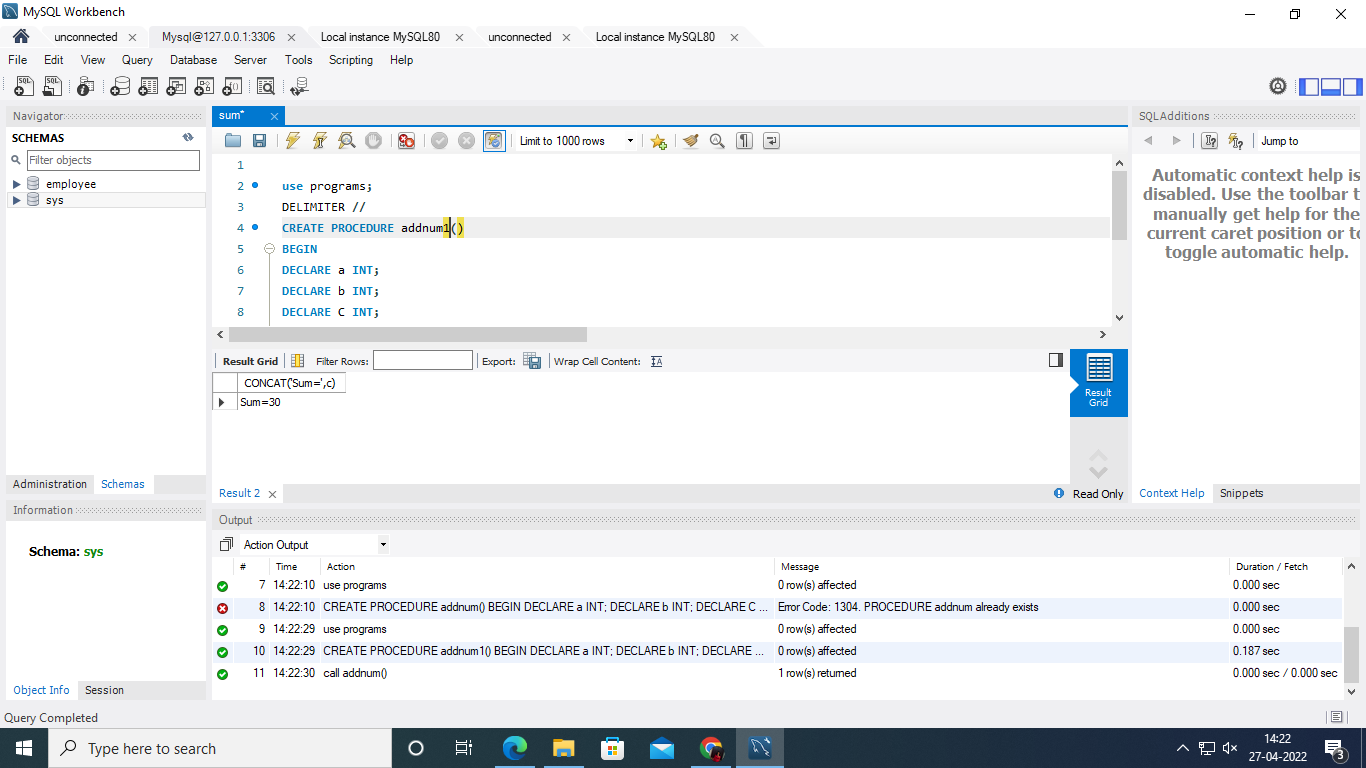 MySQL Workbench
unconnected
Mysql@127.0.0.1:3306
Local instance MySQL80
unconnected
Local instance MySQL80
File Edit View Query Database Server Tools Scripting Help
Navigator
SCHEMAS
Filter objects
employee
sys
Administration Schemas
Information
Schema: sys
Object Info Session
sum*
Limit to 1000 rows
1
2 use programs;
3 DELIMITER //
4 CREATE PROCEDURE addnum1()
5 BEGIN
6 DECLARE a INT;
7 DECLARE b INT;
8 DECLARE C INT;
Result Grid Filter Rows: Export: Wrap Cell Content:
CONCAT('Sum=',c)
Sum=30
Result
Grid
Result 2
Read Only
SQLAdditions
Jump to
Automatic context help is
disabled. Use the toolbar t
manually get help for the
current caret position or to
toggle automatic help.
Context Help Snippets
Output
Action Output
# Time Action Message Duration / Fetch
7 14:22:10 use programs 0 row(s) affected 0.000 sec
8 14:22:10 CREATE PROCEDURE addnum() BEGIN DECLARE a INT; DECLARE b INT; DECLARE C ... Error Code: 1304. PROCEDURE addnum already exists 0.000 sec
9 14:22:29 use programs 0 row(s) affected 0.000 sec
10 14:22:29 CREATE PROCEDURE addnum1() BEGIN DECLARE a INT; DECLARE b INT; DECLARE ... 0 row(s) affected 0.187 sec
11 14:22:30 call addnum() 1 row(s) returned 0.000 sec / 0.000 sec
Query Completed
Type here to search
14:22
27-04-2022
3